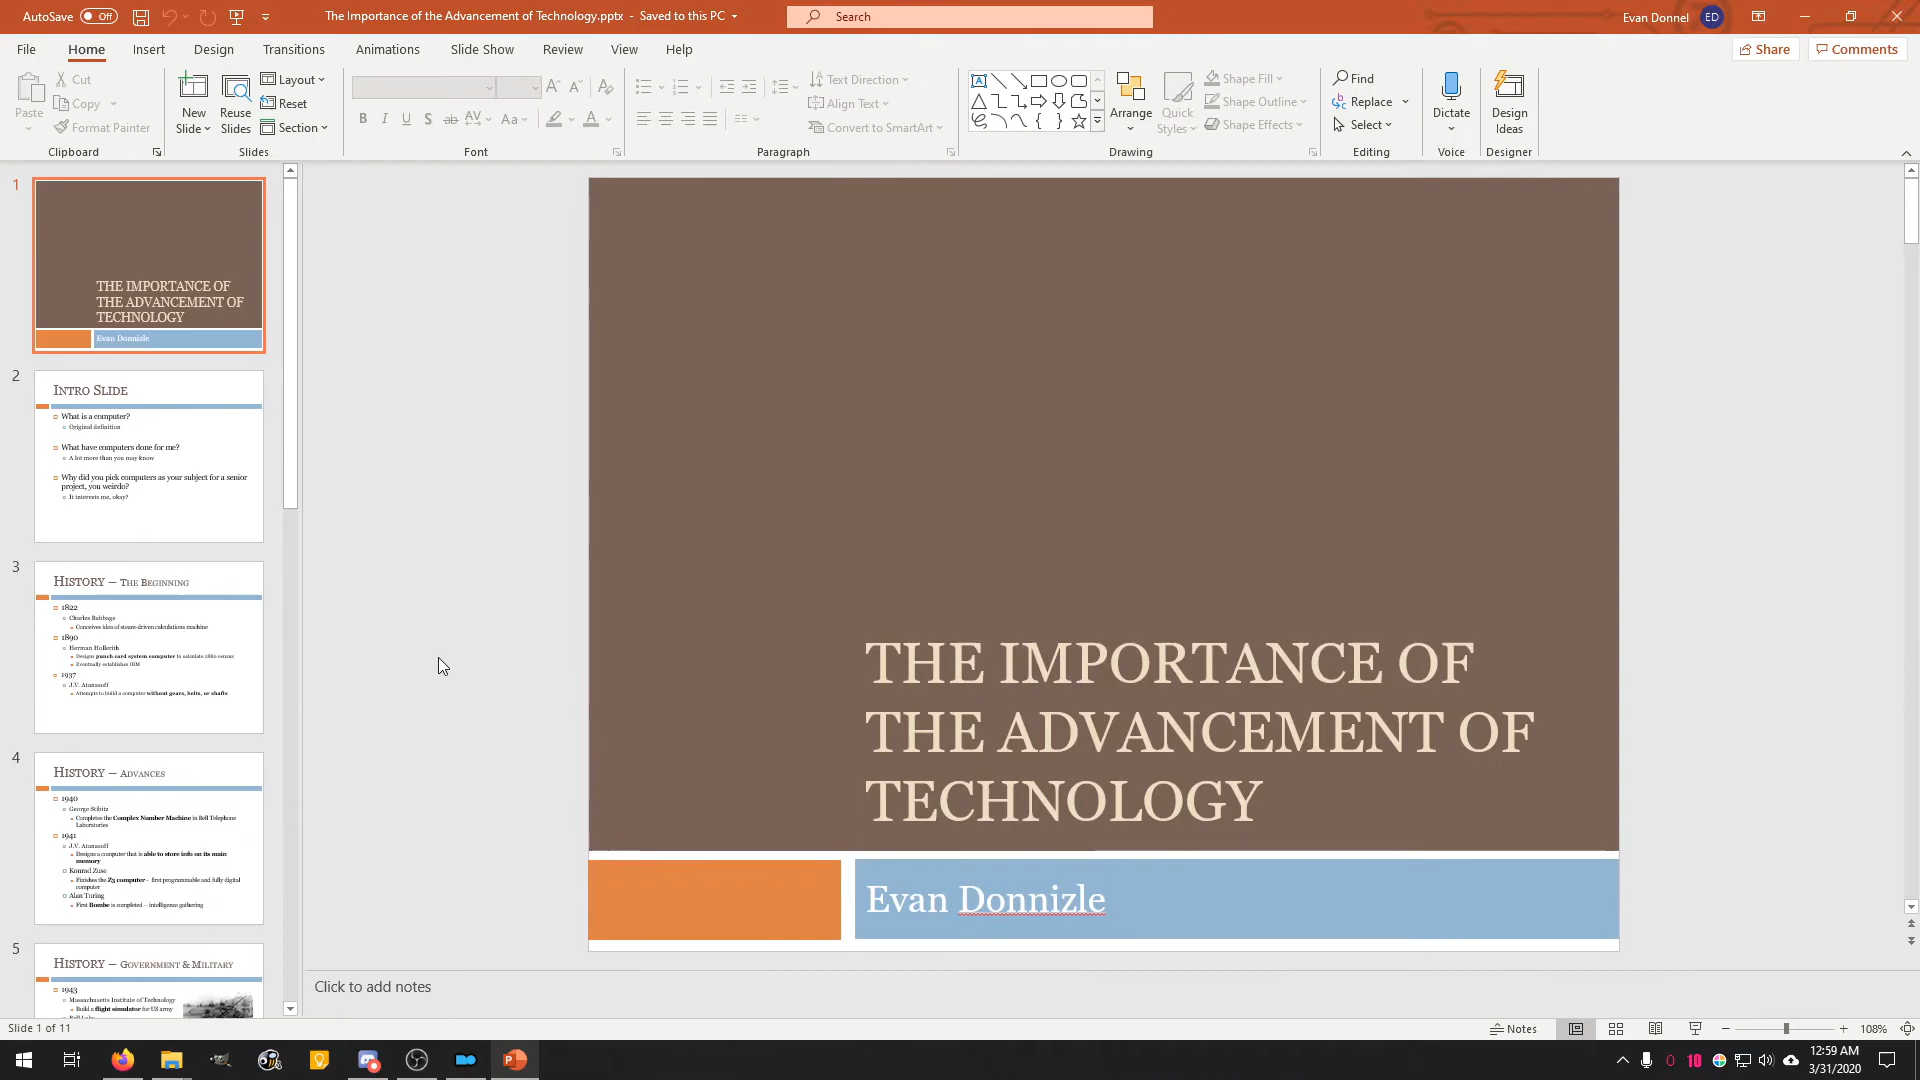 AutoSave Off
The Importance of the Advancement of Technology.pptx - Saved to this PC
Search
Evan Donnel ED
File Home Insert Design Transitions Animations Slide Show Review View Help
Share Comments
Paste
Cut
Copy
Format Painter
Clipboard
New Slide
Reuse Slides
Layout
Reset
Section
Slides
B I U S ab AV Aa A
Font
Text Direction
Align Text
Convert to SmartArt
Paragraph
Arrange
Quick Styles
Shape Fill
Shape Outline
Shape Effects
Drawing
Find
Replace
Select
Editing
Dictate
Voice
Design Ideas
Designer
1
THE IMPORTANCE OF
THE ADVANCEMENT OF
TECHNOLOGY
Evan Donnizle
2
INTRO SLIDE
What is a computer?
Original definition
What have computers done for me?
A lot more than you may know
Why did you pick computers as your subject for a senior
project, you weirdo?
It interests me, okay?
3
HISTORY – THE BEGINNING
1822
Charles Babbage
Conceives idea of steam-driven calculations machine
1890
Herman Hollerith
Designs punch card system computer to calculate 1880 census
Eventually establishes IBM
1937
J.V. Atanasoff
Attempts to build a computer without gears, belts, or shafts
4
HISTORY – ADVANCES
1940
George Stibitz
Completes the Complex Number Machine in Bell Telephone
Laboratories
1941
J.V. Atanasoff
Designs a computer that is able to store info on its main
memory
Konrad Zuse
Finishes the Z3 computer - first programmable and fully digital
computer
Alan Turing
First Bombe is completed – intelligence gathering
5
HISTORY – GOVERNMENT & MILITARY
1943
Massachusetts Institute of Technology
Build a flight simulator for US army
THE IMPORTANCE OF
THE ADVANCEMENT OF
TECHNOLOGY
Evan Donnizle
Click to add notes
Slide 1 of 11
Notes
108%
10
12:59 AM
3/31/2020